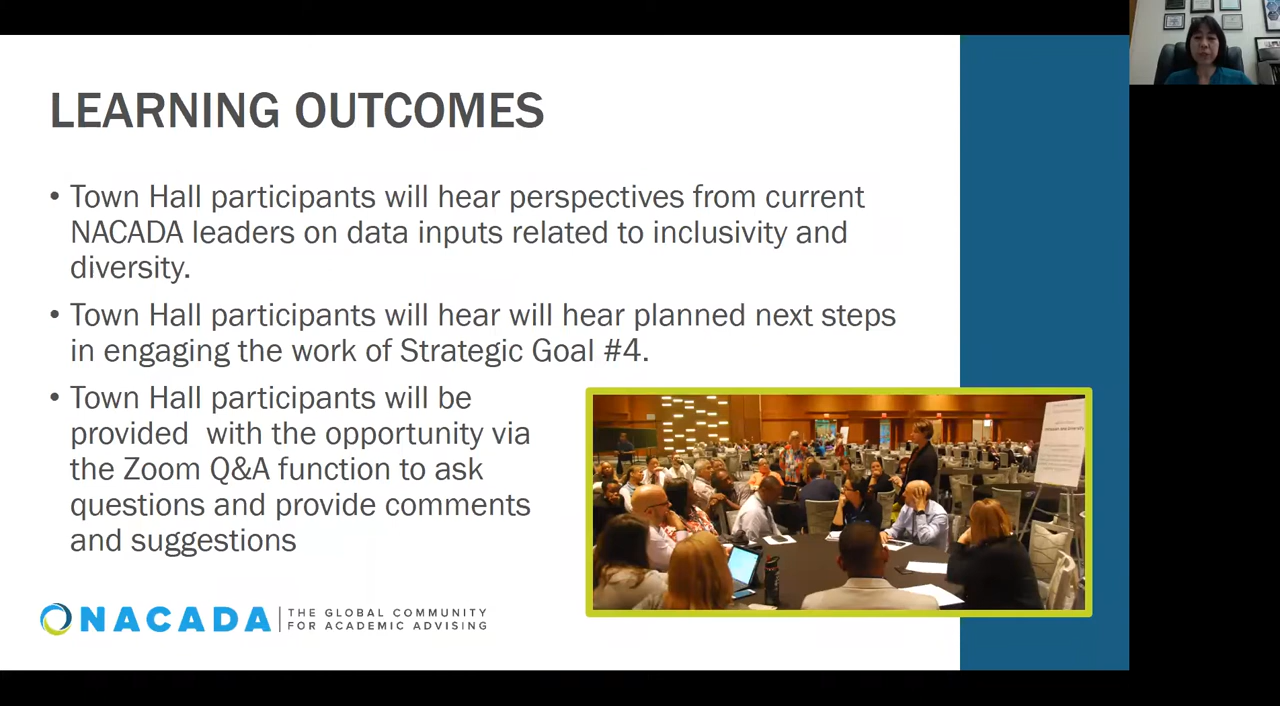 LEARNING OUTCOMES
• Town Hall participants will hear perspectives from current
NACADA leaders on data inputs related to inclusivity and
diversity.
• Town Hall participants will hear will hear planned next steps
in engaging the work of Strategic Goal #4.
• Town Hall participants will be
provided  with the opportunity via
the Zoom Q&A function to ask
questions and provide comments
and suggestions
NACADA
THE GLOBAL COMMUNITY
FOR ACADEMIC ADVISING